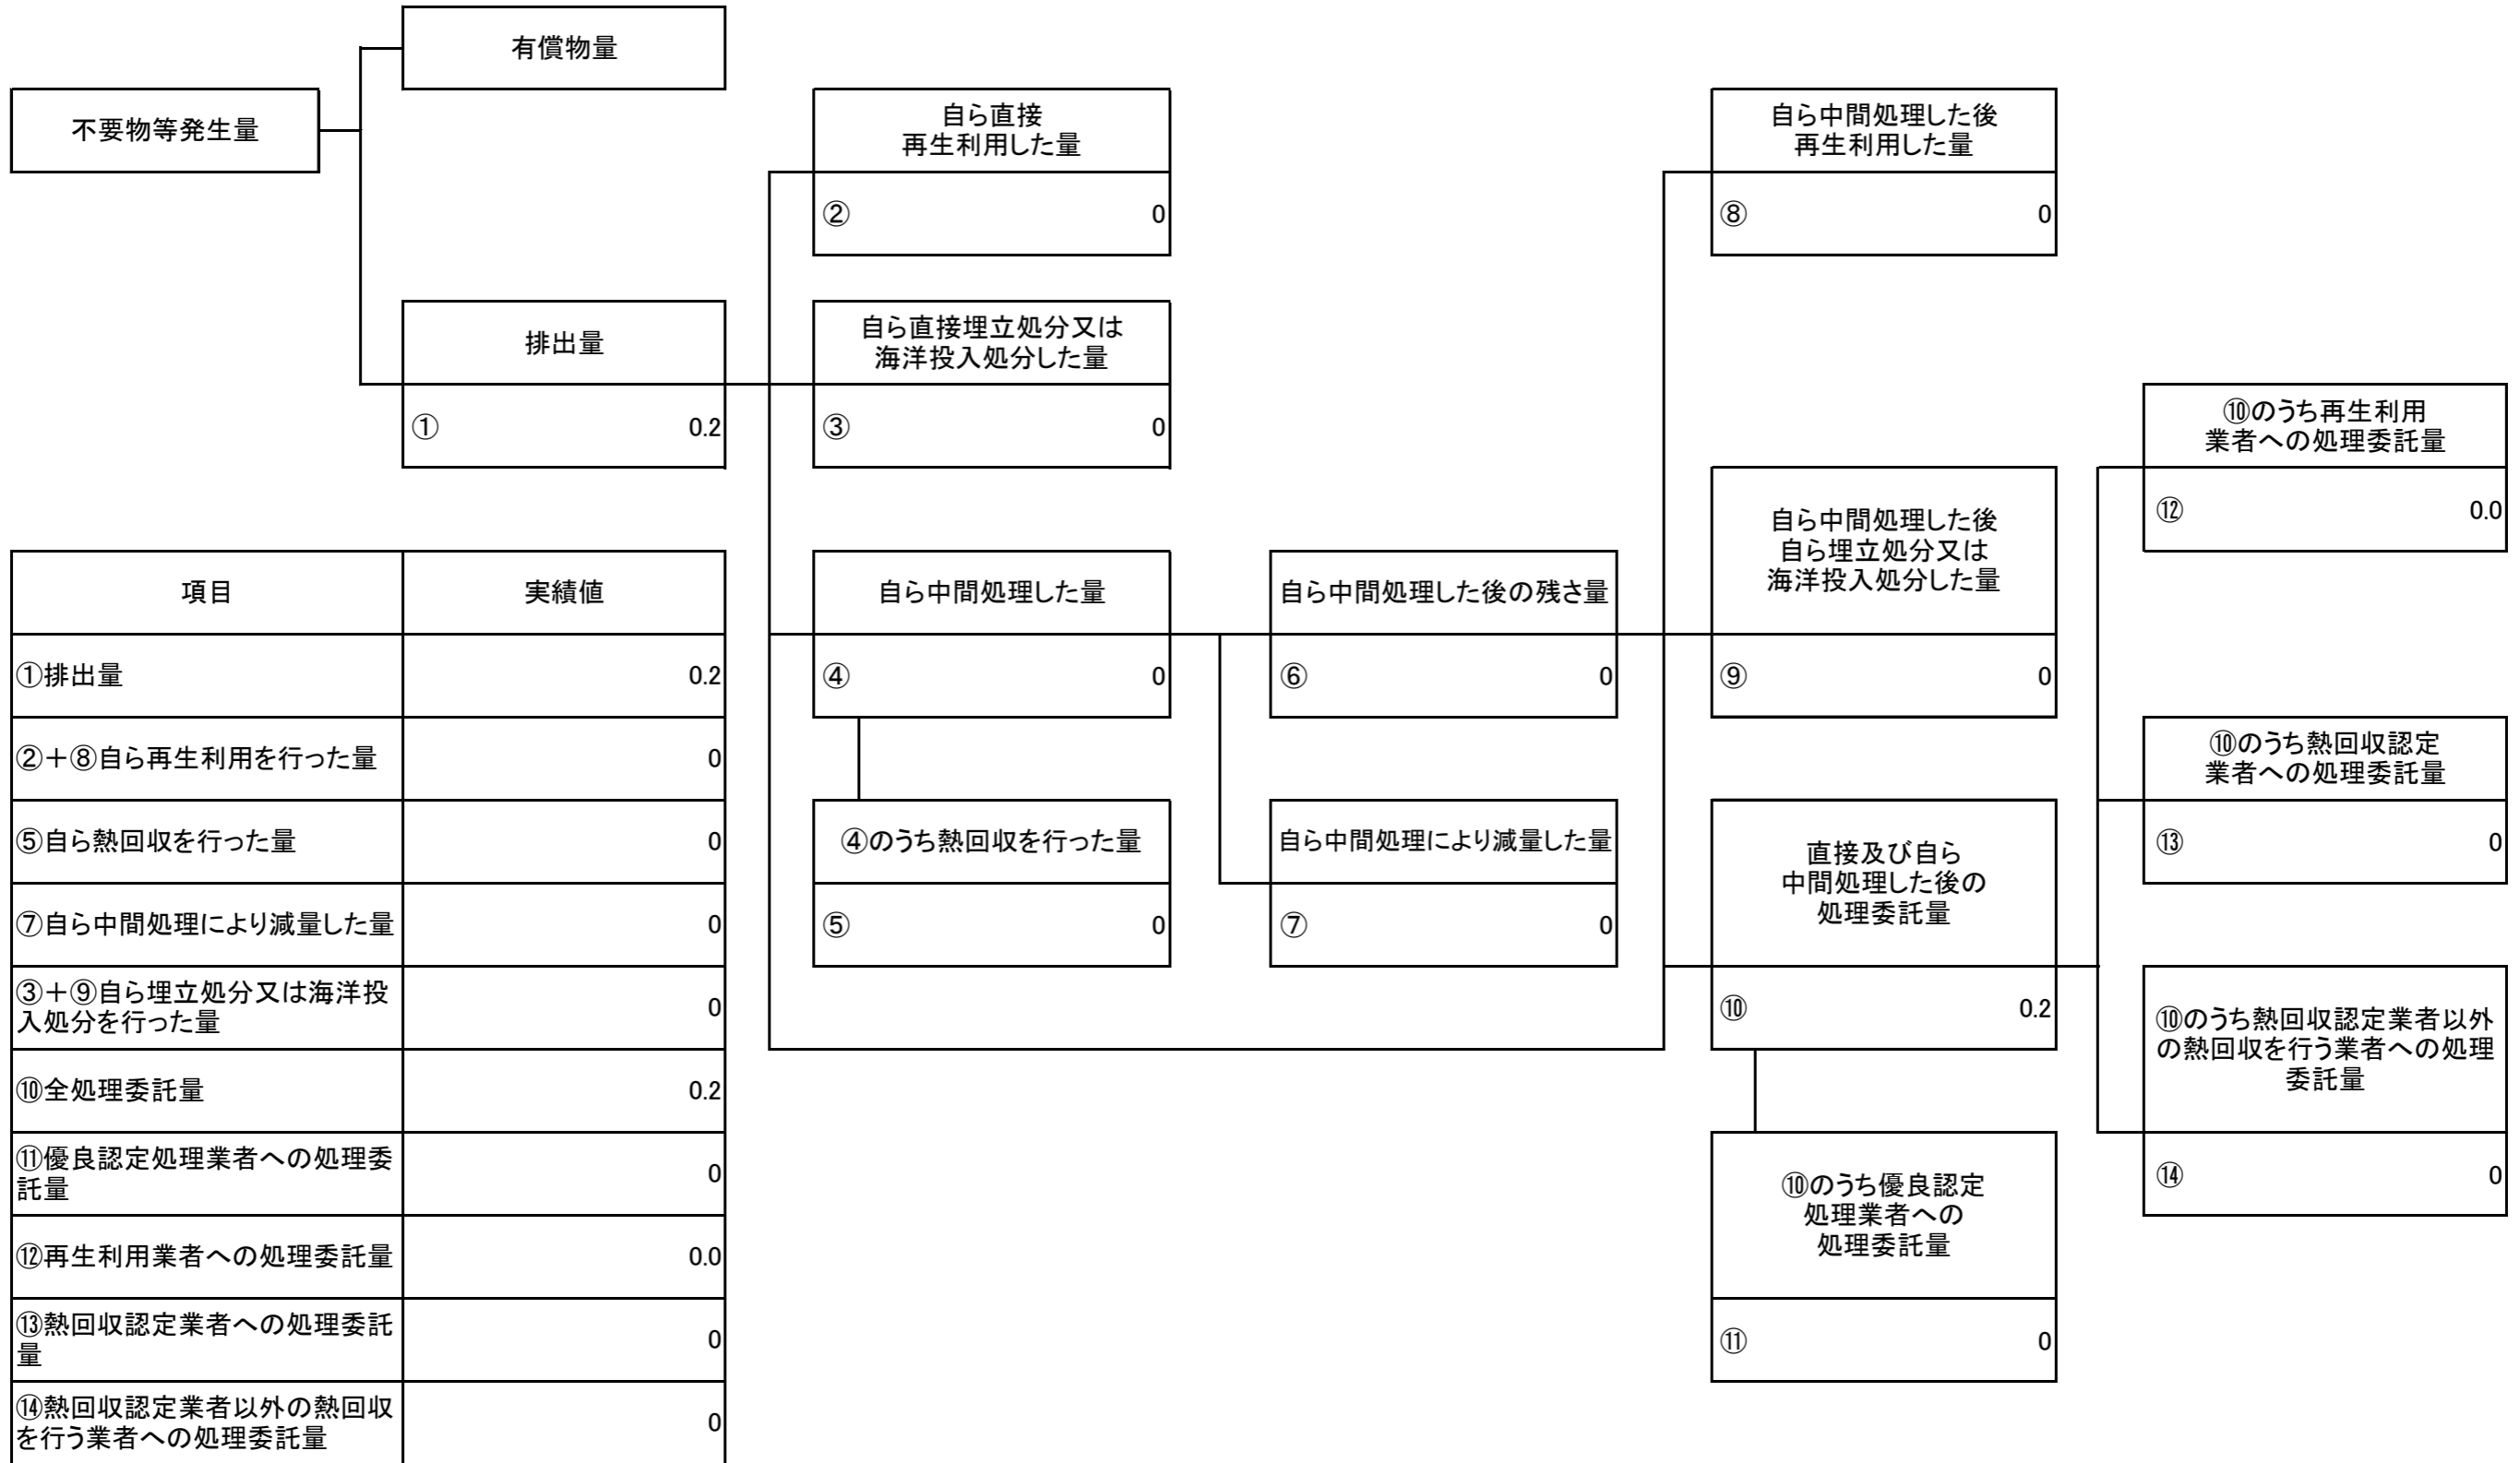 有償物量
不要物等発生量
自ら直接
再生利用した量
② 0
自ら中間処理した後
再生利用した量
⑧ 0
排出量
① 0.2
自ら直接埋立処分又は
海洋投入処分した量
③ 0
⑩のうち再生利用
業者への処理委託量
⑫ 0.0
自ら中間処理した後
自ら埋立処分又は
海洋投入処分した量
⑨ 0
自ら中間処理した量
④ 0
自ら中間処理した後の残さ量
⑥ 0
⑩のうち熱回収認定
業者への処理委託量
⑬ 0
④のうち熱回収を行った量
⑤ 0
自ら中間処理により減量した量
⑦ 0
直接及び自ら
中間処理した後の
処理委託量
⑩ 0.2
⑩のうち熱回収認定業者以外
の熱回収を行う業者への処理
委託量
⑭ 0
⑩のうち優良認定
処理業者への
処理委託量
⑪ 0
項目 実績値
①排出量 0.2
②＋⑧自ら再生利用を行った量 0
⑤自ら熱回収を行った量 0
⑦自ら中間処理により減量した量 0
③＋⑨自ら埋立処分又は海洋投
入処分を行った量 0
⑩全処理委託量 0.2
⑪優良認定処理業者への処理委
託量 0
⑫再生利用業者への処理委託量 0.0
⑬熱回収認定業者への処理委託
量 0
⑭熱回収認定業者以外の熱回収
を行う業者への処理委託量 0